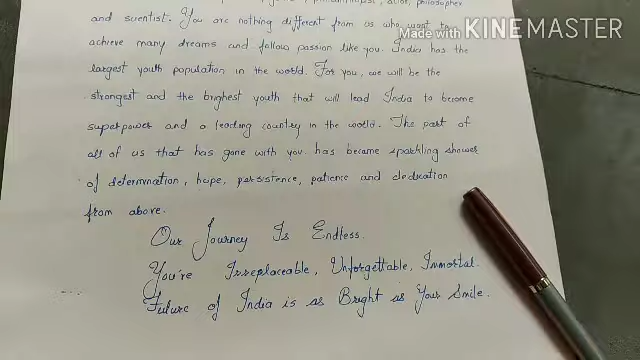 philanthropist, actor, philosopher
and scientist. You are nothing different from us who want to
Made with KINEMASTER
achieve many dreams and follow passion like you. India has the
largest youth population in the world. For you, we will be the
strongest and the brighest youth that will lead India to become
superpower and a leading country in the world. The part of
all of us that has gone with you has become sparkling shower
of determination, hope, persistence, patience and dedication
from above.
Our Journey Is Endless.
You're Irreplaceable, Unforgettable, Immortal.
Future of India is as Bright as Your Smile.